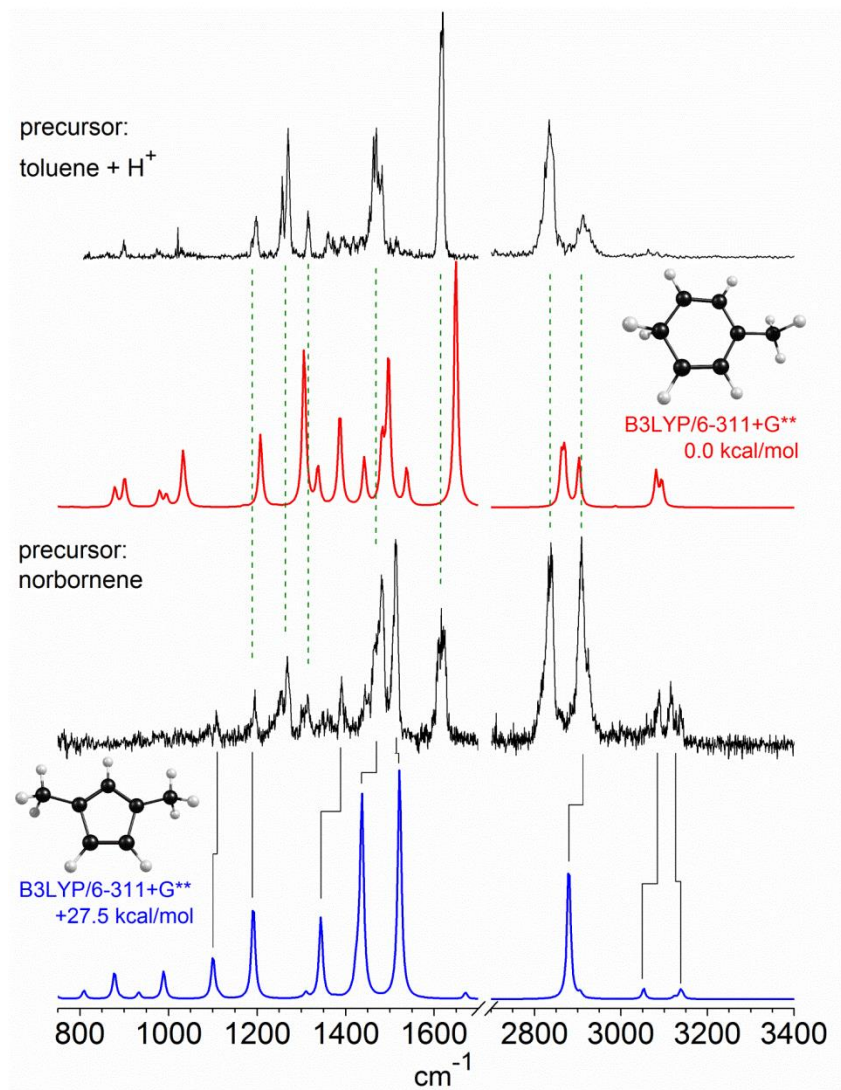 precursor:
toluene + H⁺
B3LYP/6-311+G**
0.0 kcal/mol
precursor:
norbornene
B3LYP/6-311+G**
+27.5 kcal/mol
800 1000 1200 1400 1600 2800 3000 3200 3400
cm⁻¹